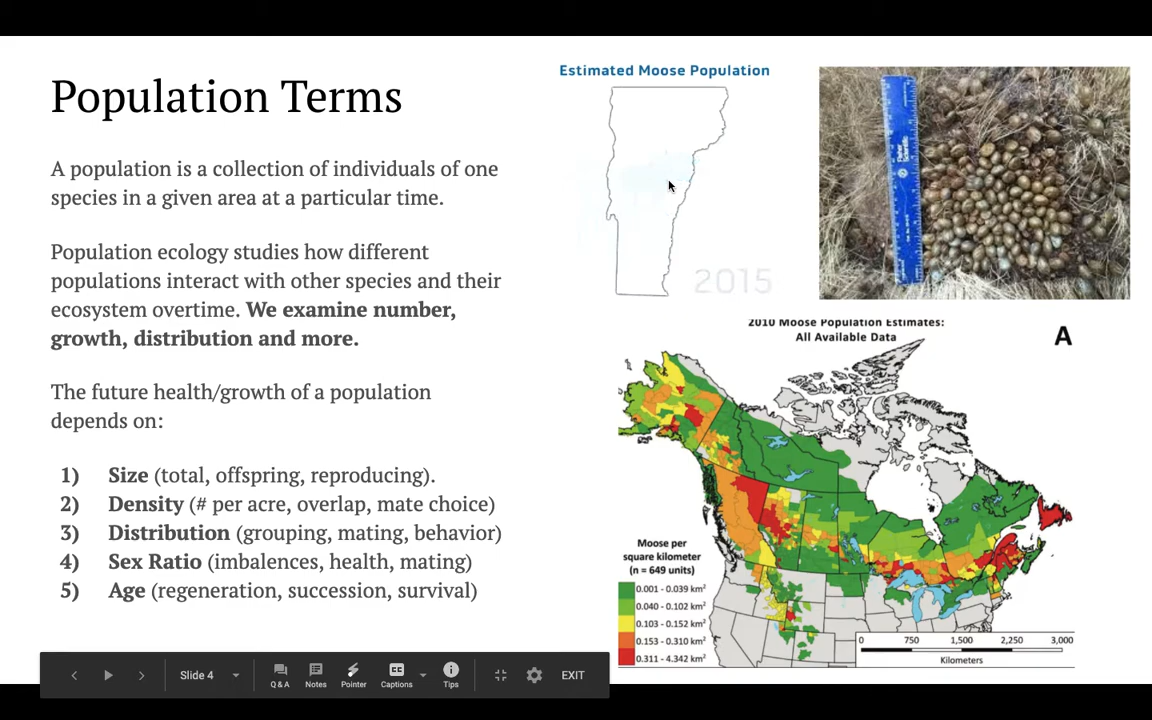 Population Terms
A population is a collection of individuals of one
species in a given area at a particular time.
Population ecology studies how different
populations interact with other species and their
ecosystem overtime. We examine number,
growth, distribution and more.
The future health/growth of a population
depends on:
1) Size (total, offspring, reproducing).
2) Density (# per acre, overlap, mate choice)
3) Distribution (grouping, mating, behavior)
4) Sex Ratio (imbalances, health, mating)
5) Age (regeneration, succession, survival)
Estimated Moose Population
2015
Fisher
Scientific
2010 Moose Population Estimates:
All Available Data
A
Moose per
square kilometer
(n = 649 units)
0.001 - 0.039 km²
0.040 - 0.102 km²
0.103 - 0.152 km²
0.153 - 0.310 km²
0.311 - 4.342 km²
0 750 1,500 2,250 3,000
Kilometers
Slide 4
Q & A
Notes
Pointer
CC
Captions
Tips
EXIT